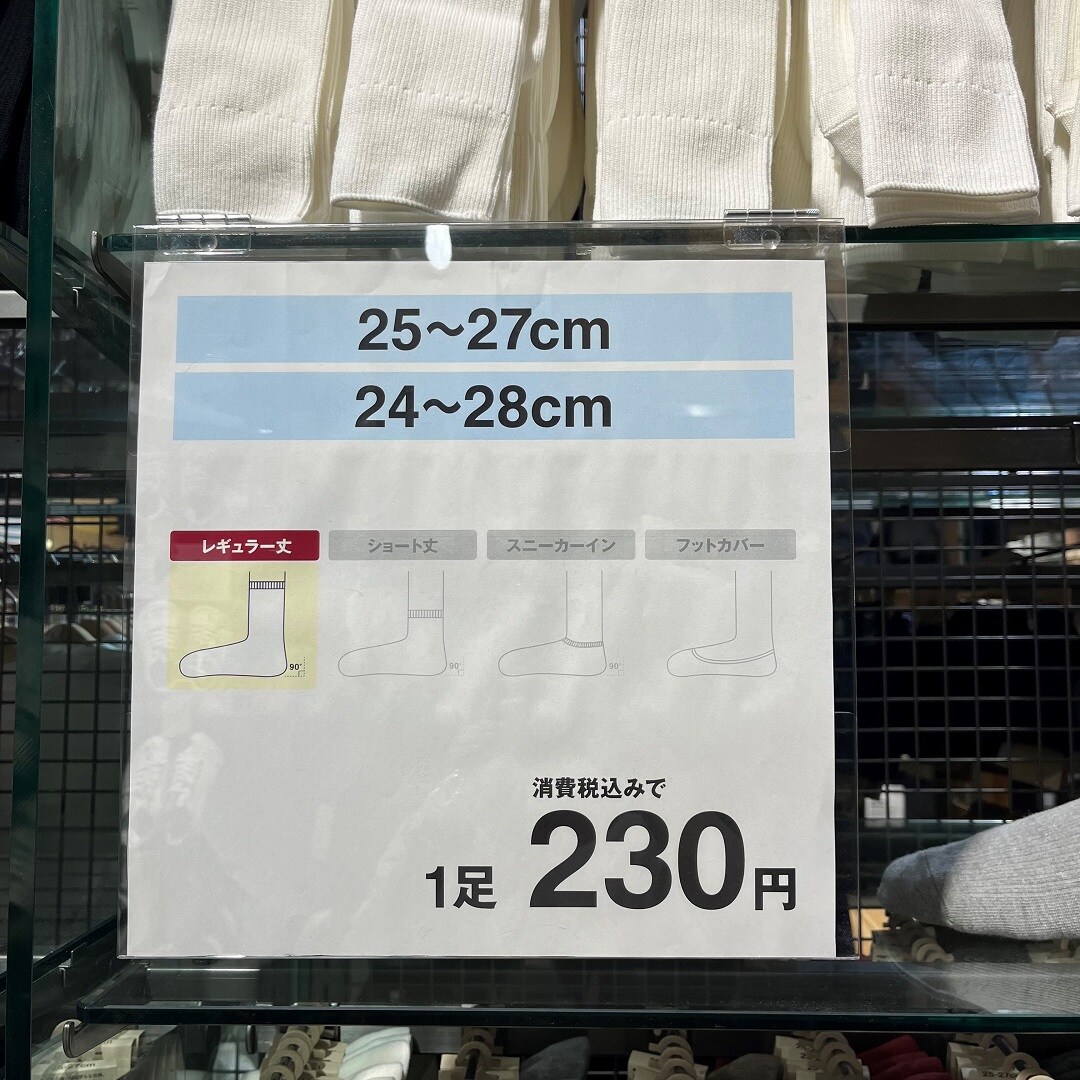 25～27cm
24～28cm
レギュラー丈 ショート丈 スニーカーイン フットカバー
90° 90° 90°
消費税込みで
1足 230円
25-27cm